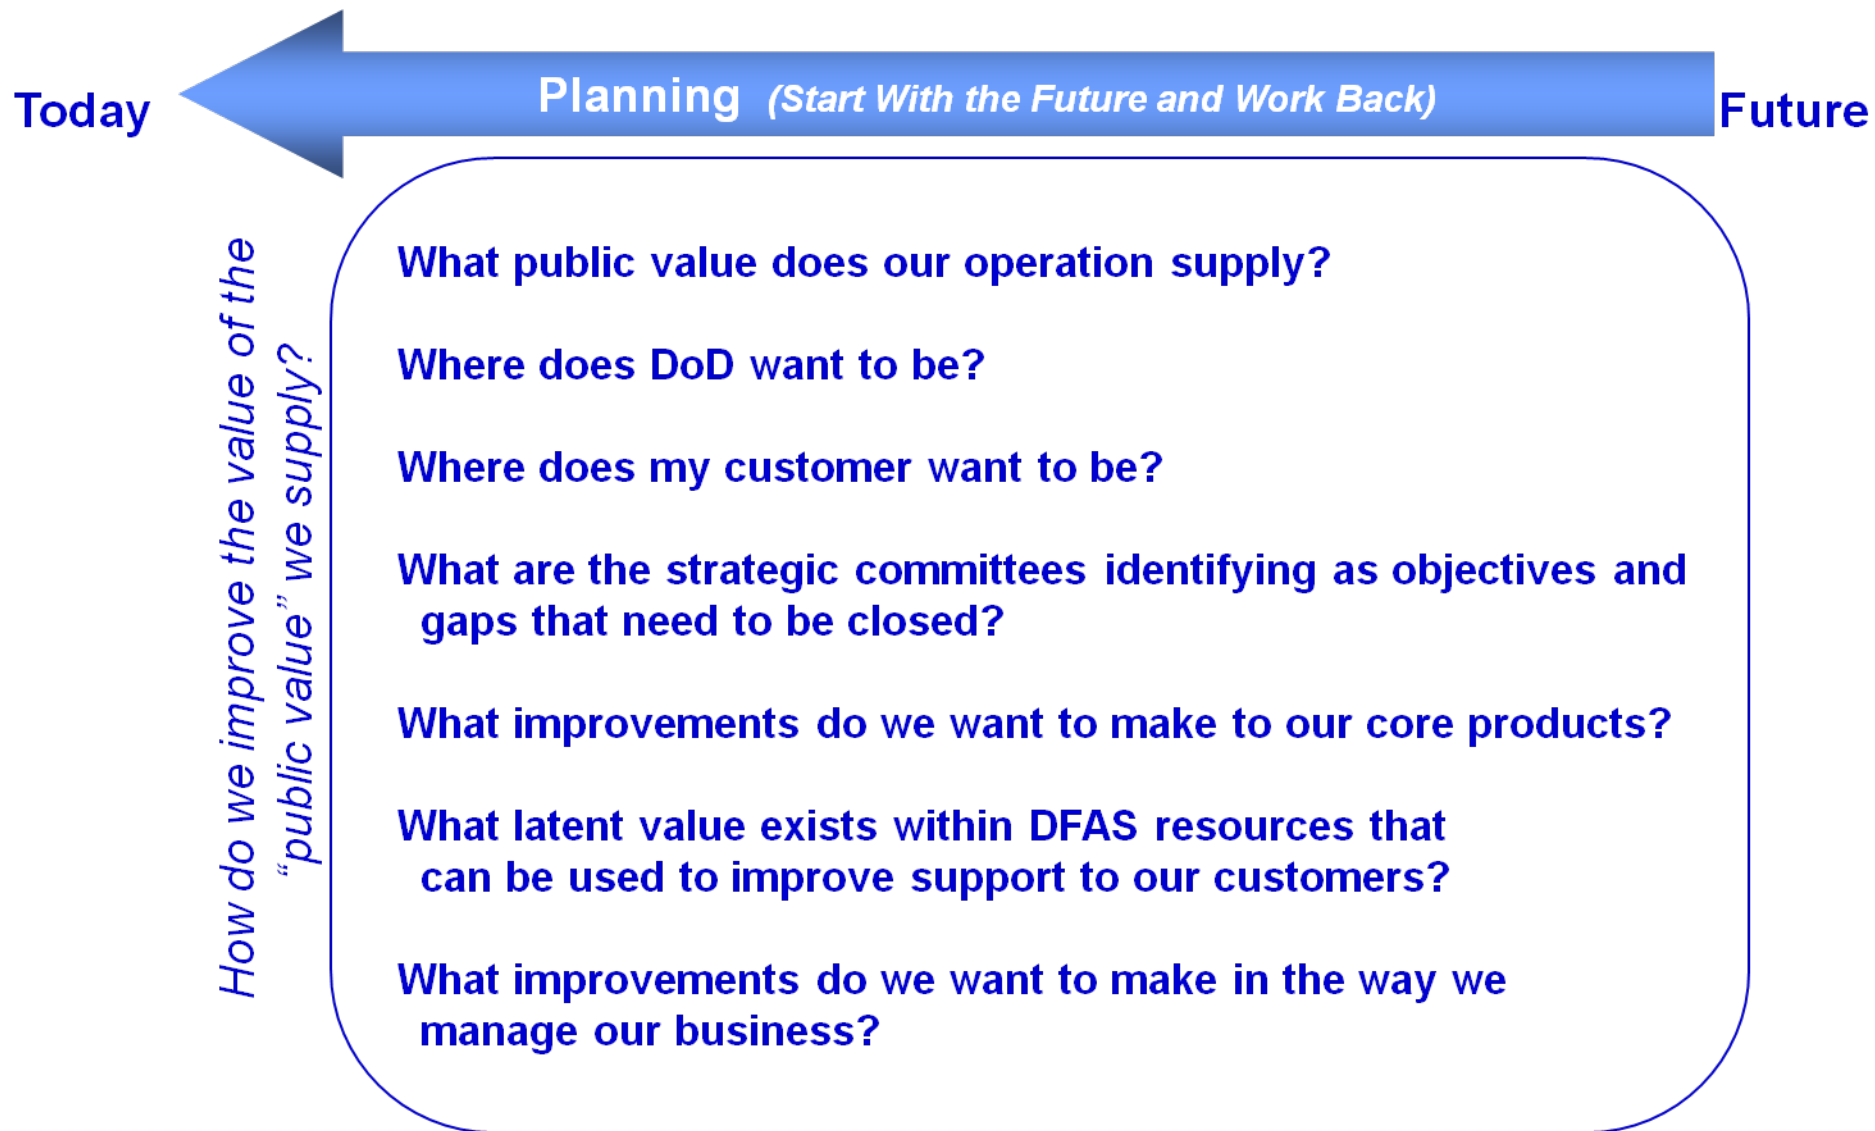 Today
Planning (Start With the Future and Work Back)
Future
How do we improve the value of the
“public value” we supply?
What public value does our operation supply?
Where does DoD want to be?
Where does my customer want to be?
What are the strategic committees identifying as objectives and
gaps that need to be closed?
What improvements do we want to make to our core products?
What latent value exists within DFAS resources that
can be used to improve support to our customers?
What improvements do we want to make in the way we
manage our business?